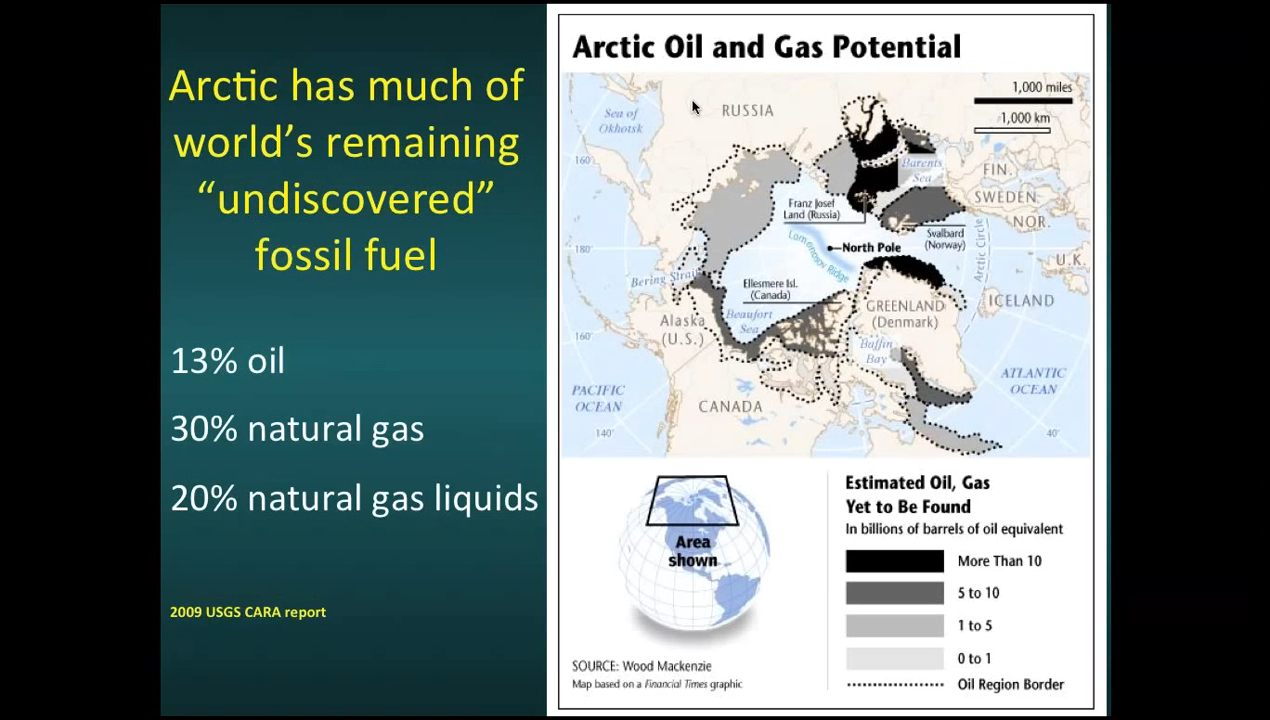 Arctic has much of
world's remaining
“undiscovered”
fossil fuel
13% oil
30% natural gas
20% natural gas liquids
2009 USGS CARA report
Arctic Oil and Gas Potential
1,000 miles
1,000 km
RUSSIA
Sea of
Okhotsk
160°
Barents
Sea
FIN.
SWEDEN
NOR.
Franz Josef
Land (Russia)
Svalbard
(Norway)
180°
North Pole
Lomonosov Ridge
Arctic Circle
U.K.
Bering Strait
Ellesmere Isl.
(Canada)
GREENLAND
(Denmark)
ICELAND
Alaska
(U.S.)
Beaufort
Sea
160°
Baffin
Bay
PACIFIC
OCEAN
ATLANTIC
OCEAN
CANADA
140°
40°
Area
shown
SOURCE: Wood Mackenzie
Map based on a Financial Times graphic
Estimated Oil, Gas
Yet to Be Found
In billions of barrels of oil equivalent
More Than 10
5 to 10
1 to 5
0 to 1
Oil Region Border